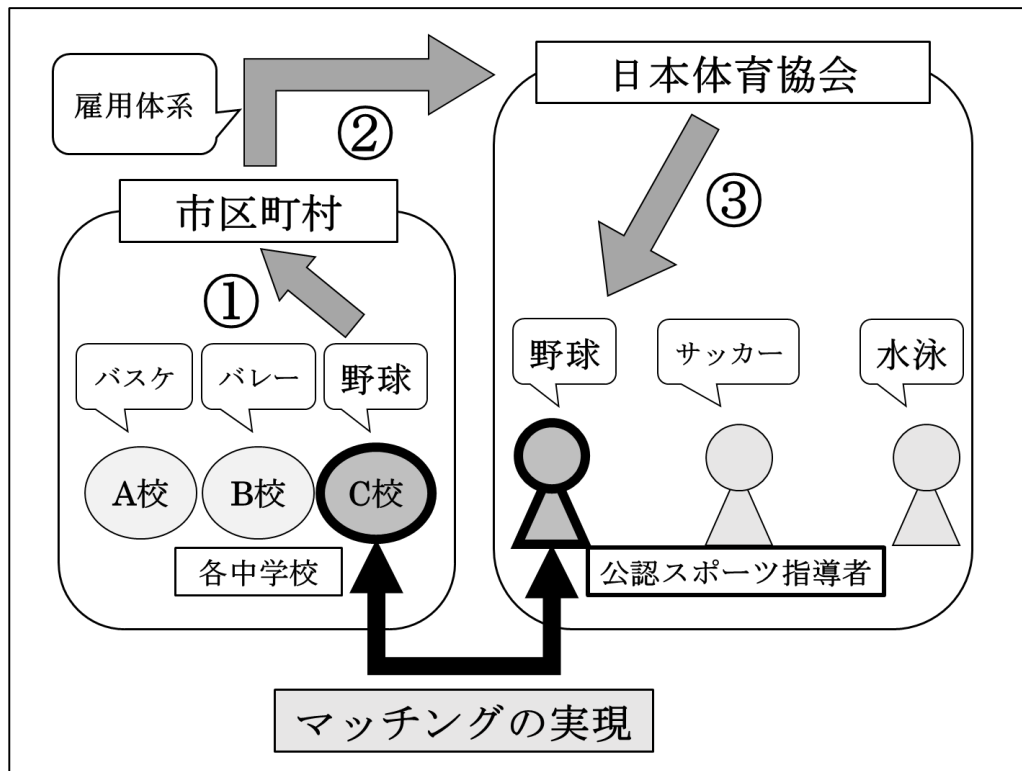 雇用体系
②
日本体育協会
市区町村
①
③
バスケ
バレー
野球
野球
サッカー
水泳
A校
B校
C校
各中学校
公認スポーツ指導者
マッチングの実現